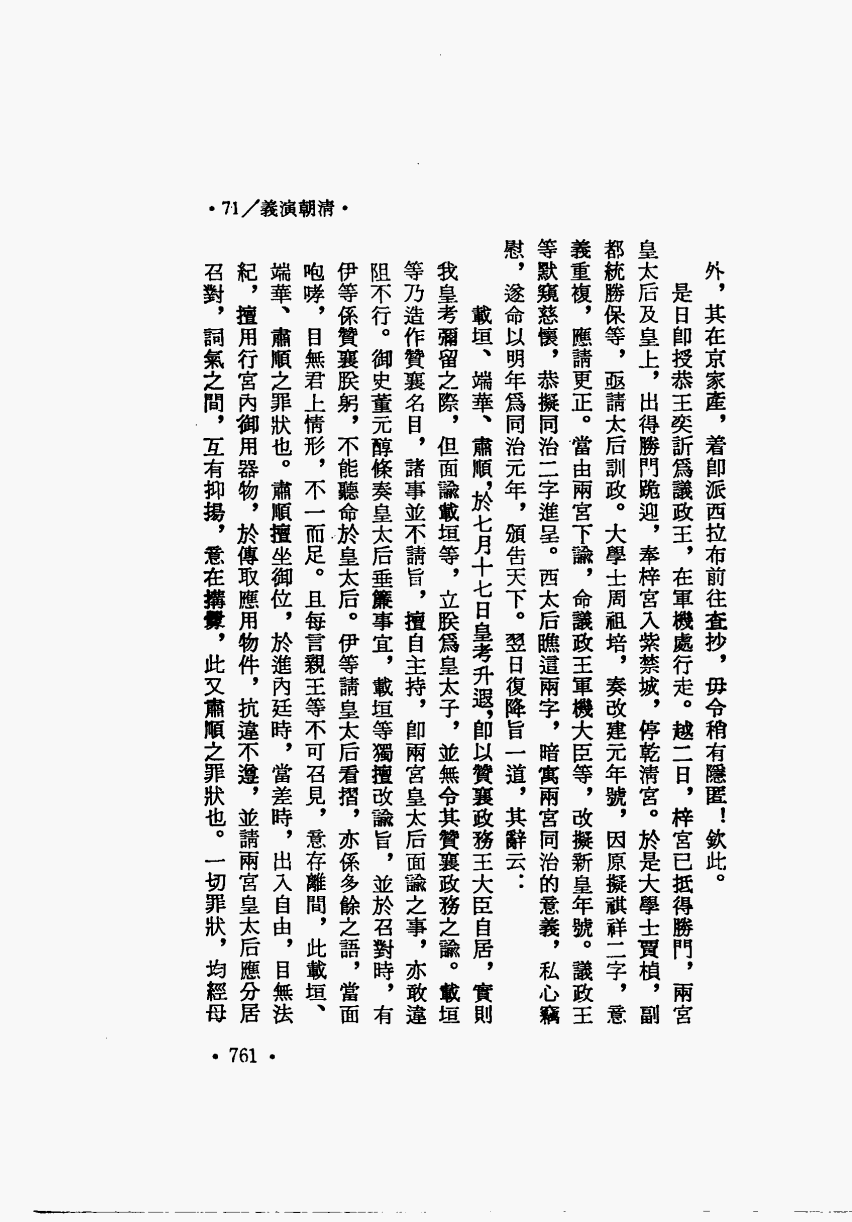 •71／義演朝淸•
外，其在京家產，着卽派西拉布前往查抄，毋令稍有隱匿！欽此。
是日卽授恭王奕訢爲議政王，在軍機處行走。越二日，梓宮已抵得勝門，兩宮
皇太后及皇上，出得勝門跪迎，奉梓宮入紫禁城，停乾淸宮。於是大學士賈楨，副
都統勝保等，亟請太后訓政。大學士周祖培，奏改建元年號，因原擬祺祥二字，意
義重複，應請更正。當由兩宮下諭，命議政王軍機大臣等，改擬新皇年號。議政王
等默窺慈懷，恭擬同治二字進呈。西太后瞧這兩字，暗寓兩宮同治的意義，私心竊
慰，遂命以明年爲同治元年，頒告天下。翌日復降旨一道，其辭云：
載垣、端華、肅順，於七月十七日皇考升遐，卽以贊襄政務王大臣自居，實則
我皇考彌留之際，但面諭載垣等，立朕爲皇太子，並無令其贊襄政務之諭。載垣
等乃造作贊襄名目，諸事並不請旨，擅自主持，卽兩宮皇太后面諭之事，亦敢違
阻不行。御史董元醇條奏皇太后垂簾事宜，載垣等獨擅改諭旨，並於召對時，有
伊等係贊襄朕躬，不能聽命於皇太后。伊等請皇太后看摺，亦係多餘之語，當面
咆哮，目無君上情形，不一而足。且每言親王等不可召見，意存離間，此載垣、
端華、肅順之罪狀也。肅順擅坐御位，於進內廷時，當差時，出入自由，目無法
紀，擅用行宮內御用器物，於傳取應用物件，抗違不遵，並請兩宮皇太后應分居
召對，詞氣之間，互有抑揚，意在搆釁，此又肅順之罪狀也。一切罪狀，均經母
•761•